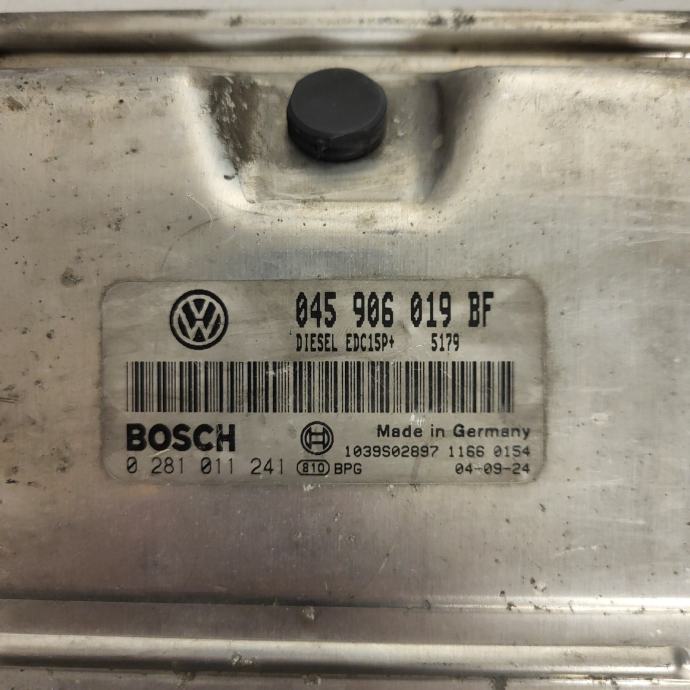 045 906 019 BF
DIESEL EDC15P+ 5179
BOSCH
Made in Germany
1039S02897 1166 0154
0 281 011 241 810 BPG 04-09-24